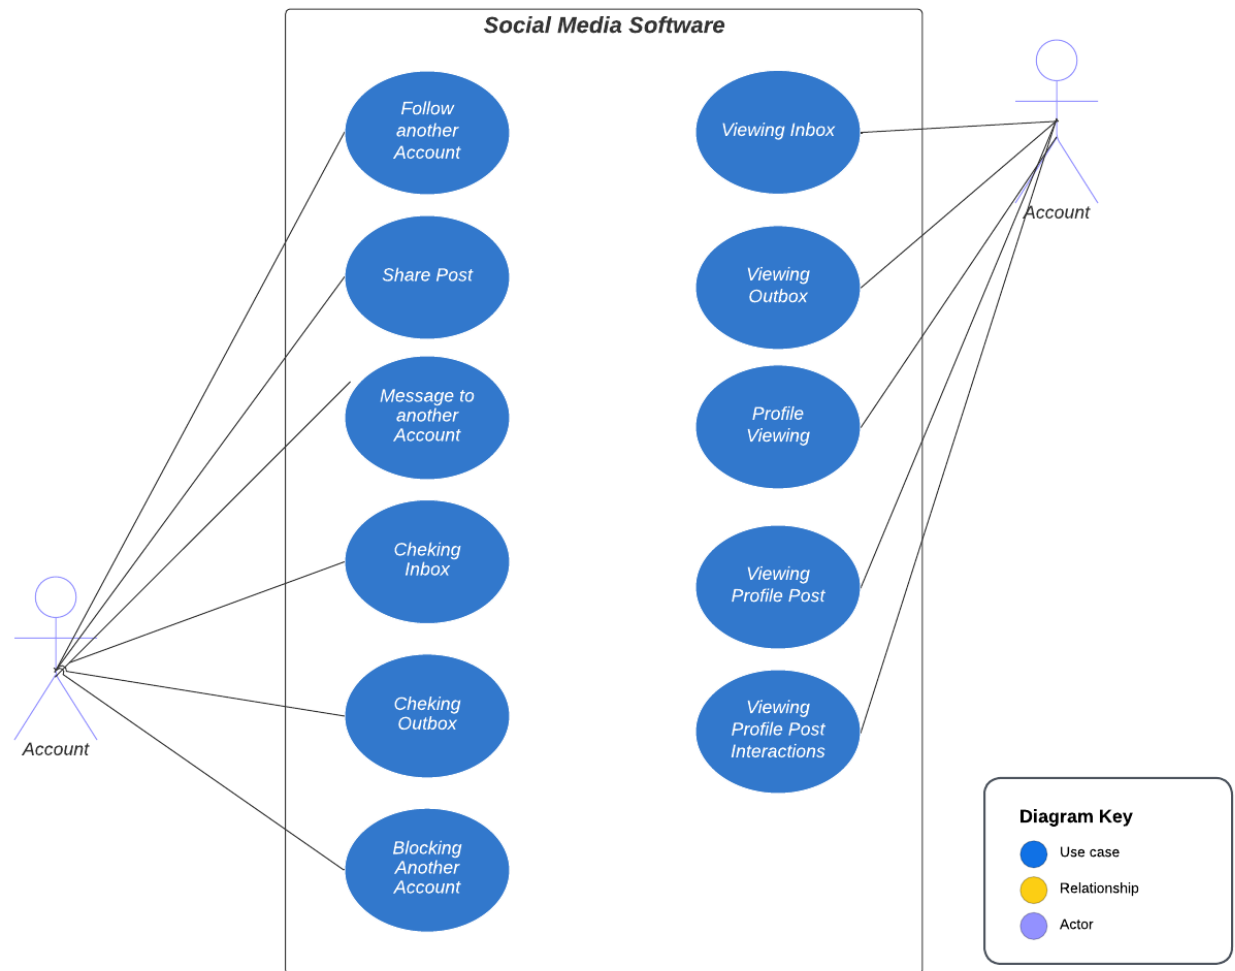 Social Media Software
Follow
another
Account
Share Post
Message to
another
Account
Cheking
Inbox
Cheking
Outbox
Blocking
Another
Account
Viewing Inbox
Viewing
Outbox
Profile
Viewing
Viewing
Profile Post
Viewing
Profile Post
Interactions
Account
Account
Diagram Key
Use case
Relationship
Actor